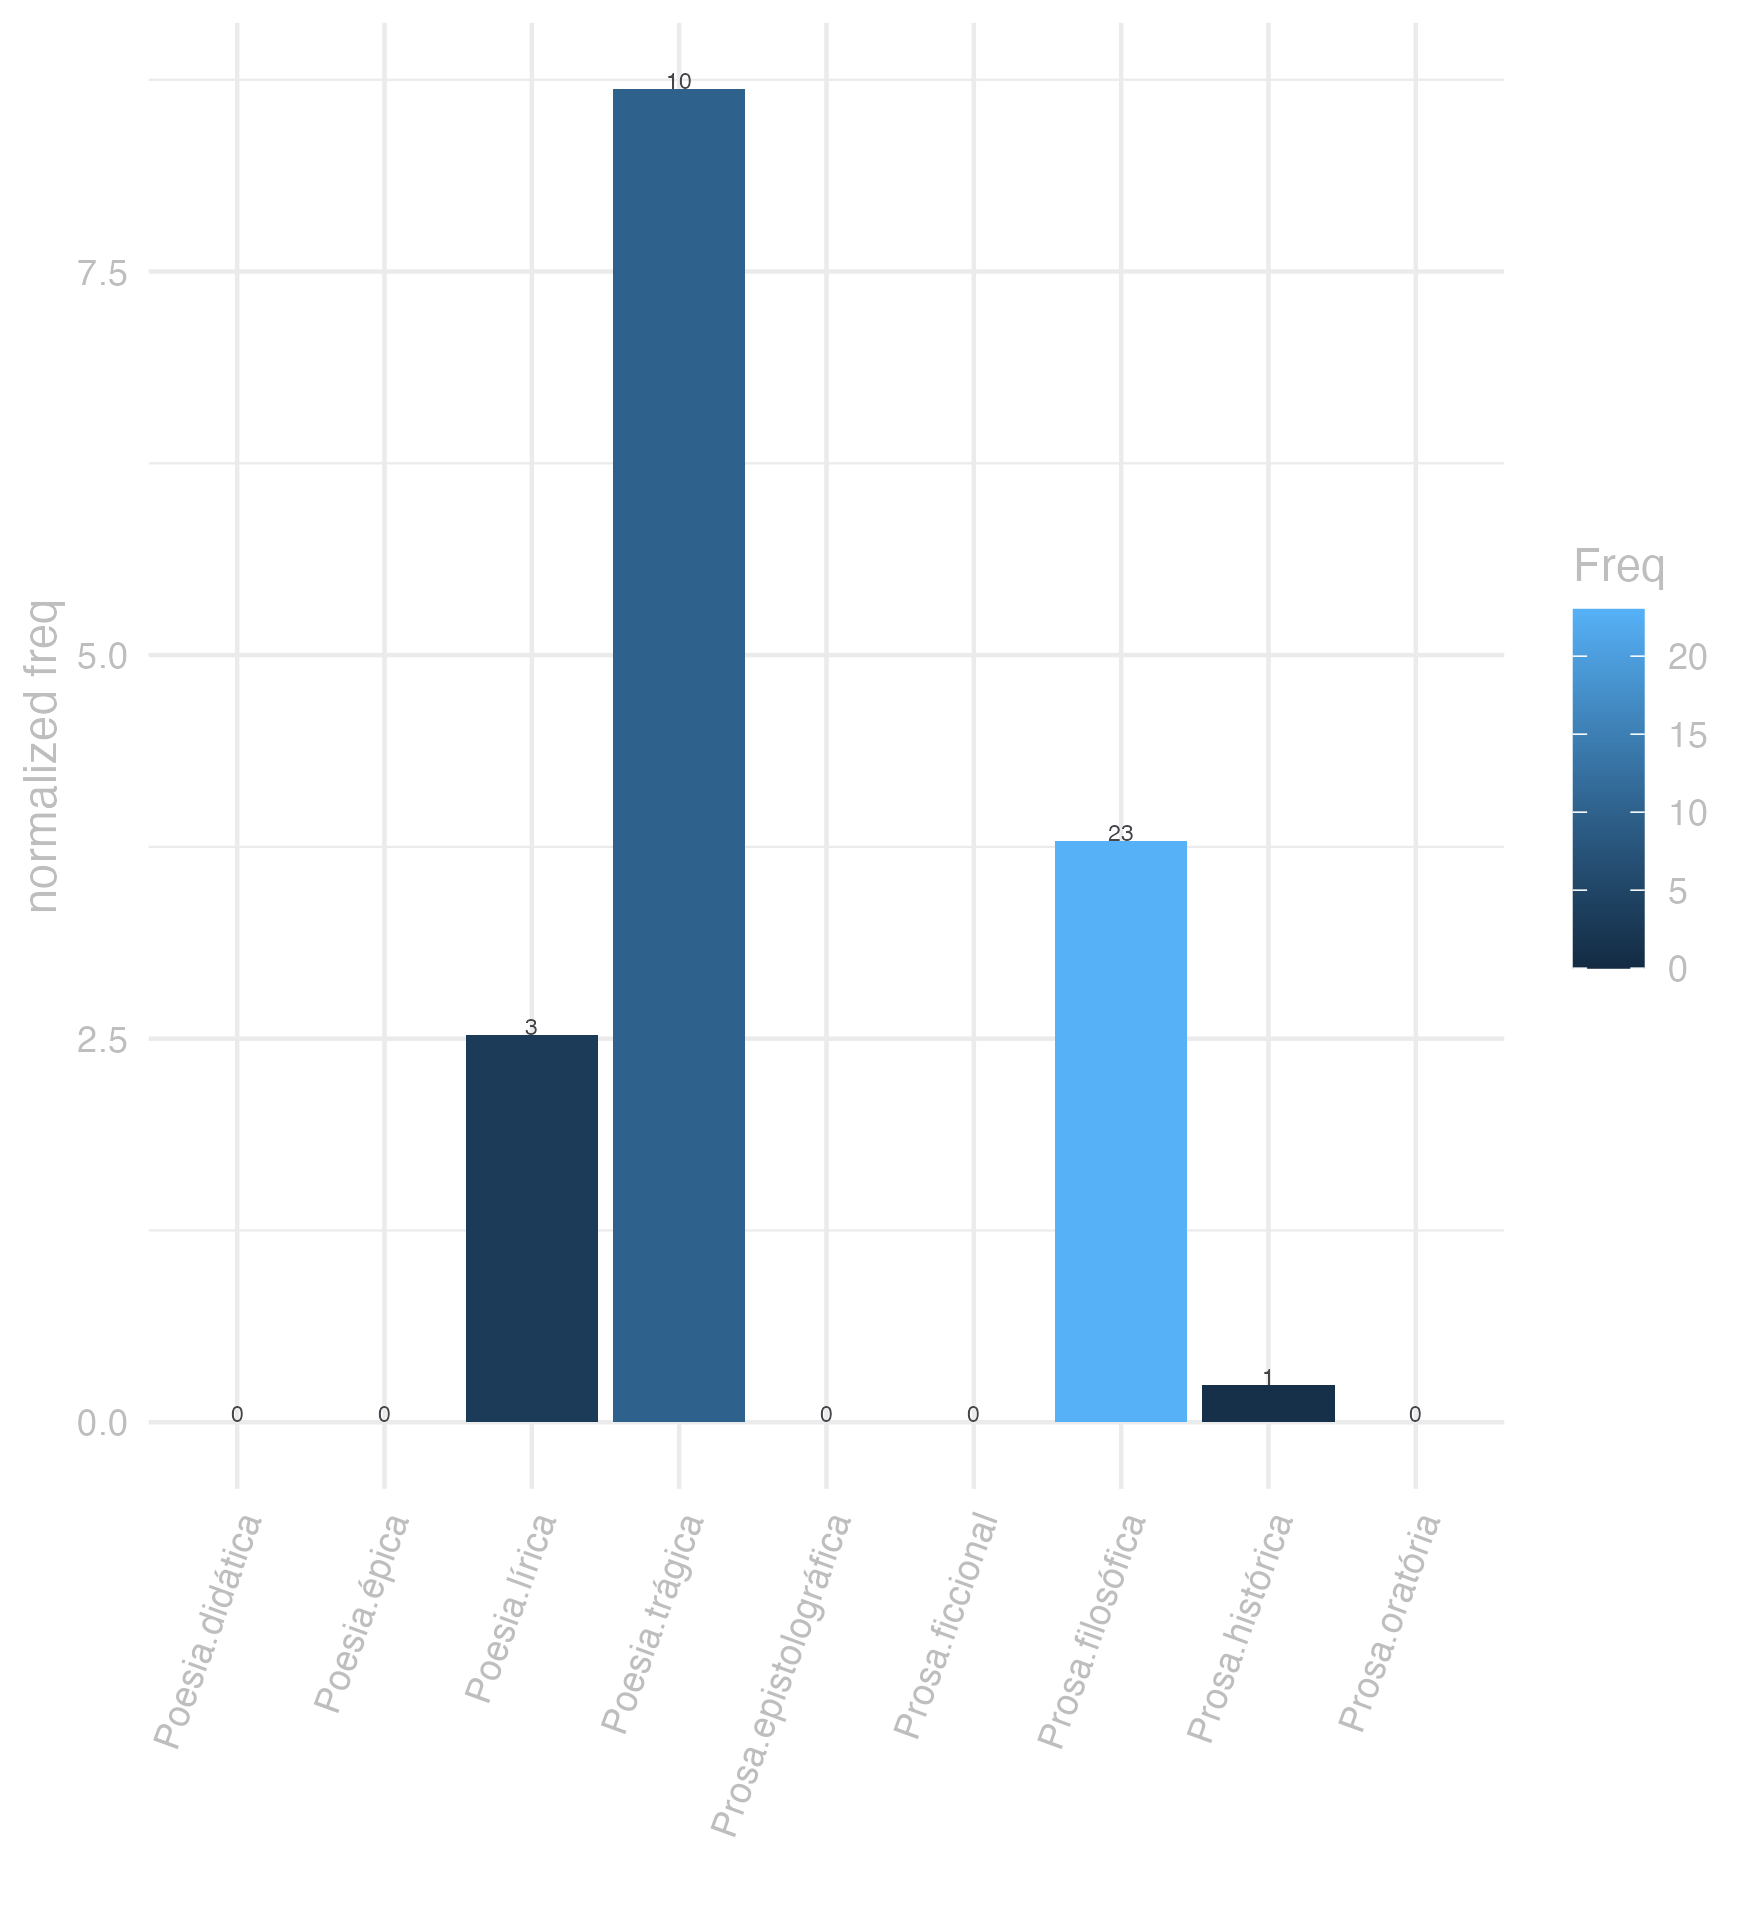 normalized freq
7.5
5.0
2.5
0.0
0
0
3
10
0
0
23
1
0
Poesia.didática
Poesia.épica
Poesia.lírica
Poesia.trágica
Prosa.epistolográfica
Prosa.ficcional
Prosa.filosófica
Prosa.histórica
Prosa.oratória
Freq
20
15
10
5
0